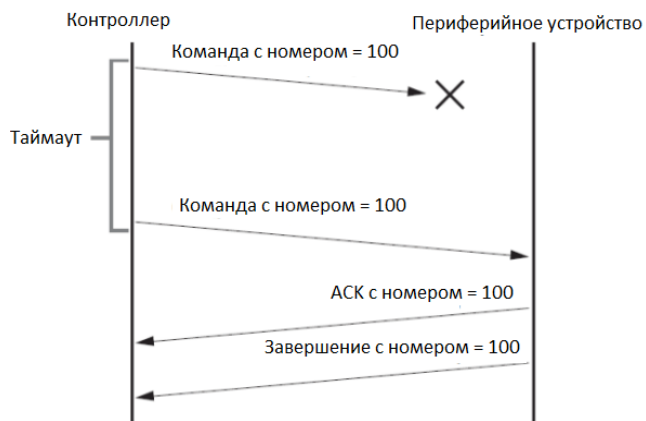 Контроллер
Периферийное устройство
Команда с номером = 100
Таймаут
Команда с номером = 100
ACK с номером = 100
Завершение с номером = 100